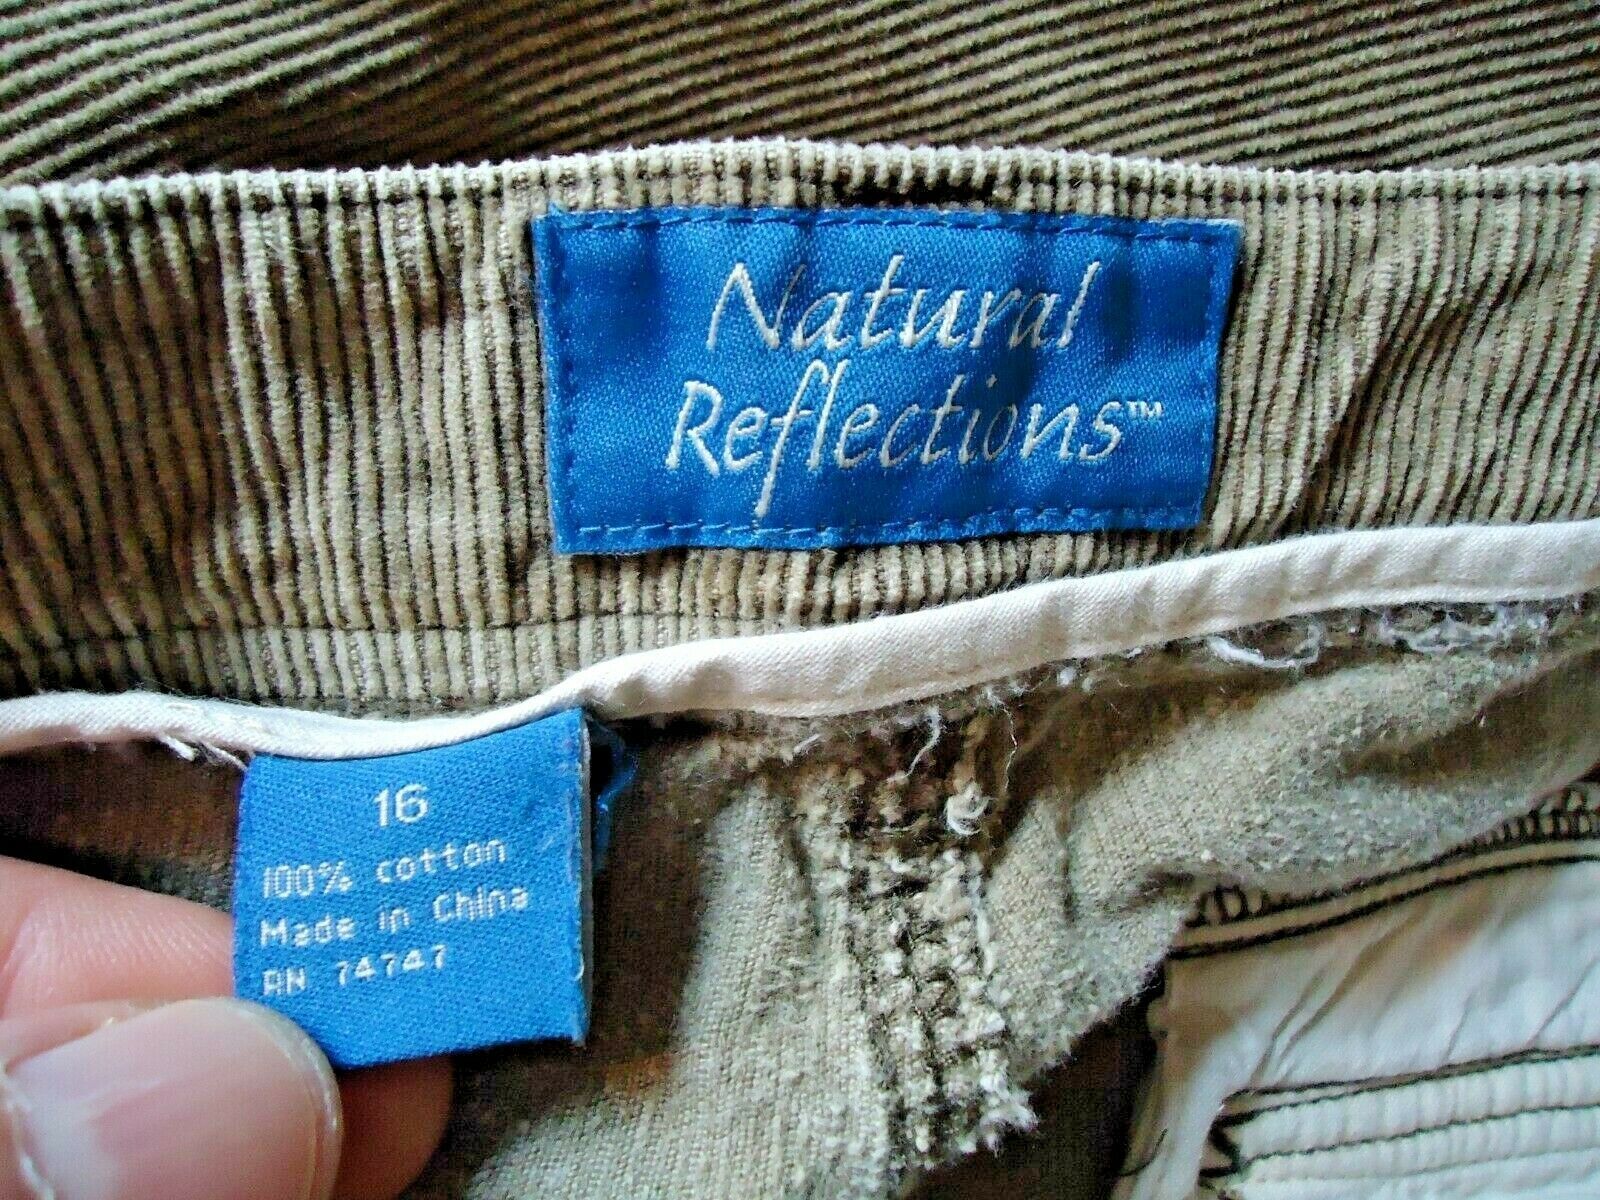 Natural
Reflections™
16
100% cotton
Made in China
RN 74747